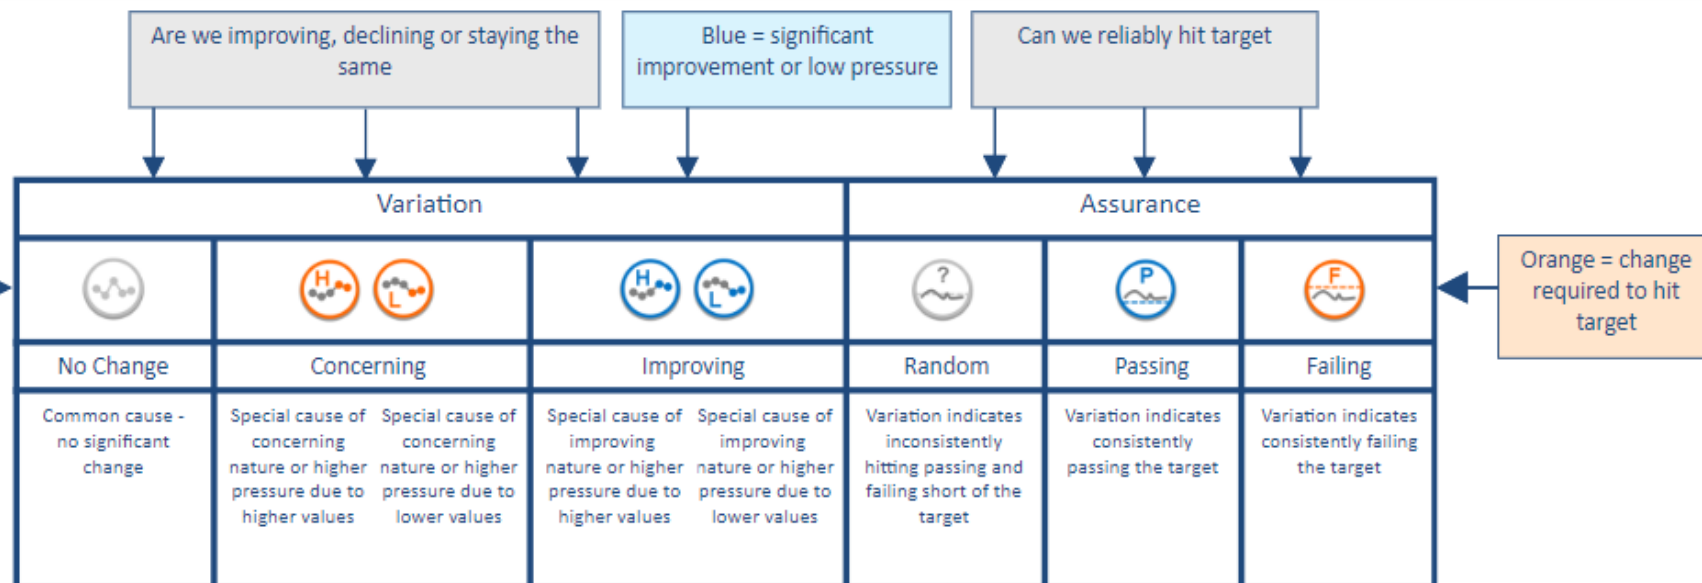 Are we improving, declining or staying the
same
Blue = significant
improvement or low pressure
Can we reliably hit target
Variation
Assurance
H
L
H
L
?
P
F
Orange = change
required to hit
target
No Change
Concerning
Improving
Random
Passing
Failing
Common cause -
no significant
change
Special cause of
concerning
nature or higher
pressure due to
higher values
Special cause of
concerning
nature or higher
pressure due to
lower values
Special cause of
improving
nature or higher
pressure due to
higher values
Special cause of
improving
nature or higher
pressure due to
lower values
Variation indicates
inconsistently
hitting passing and
failing short of the
target
Variation indicates
consistently
passing the target
Variation indicates
consistently failing
the target